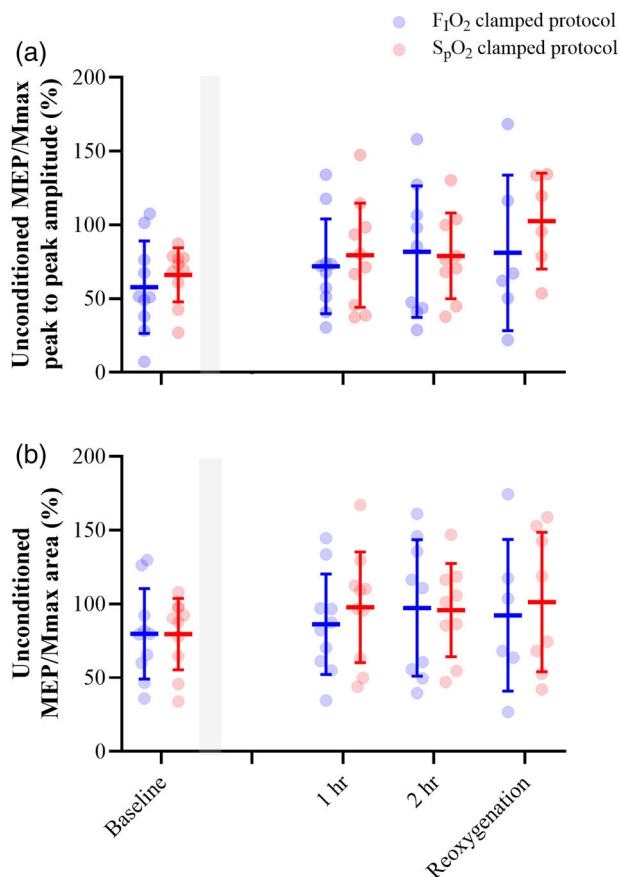 FIO2 clamped protocol
SpO2 clamped protocol
(a)
Unconditioned MEP/Mmax
peak to peak amplitude (%)
200
150
100
50
0
(b)
Unconditioned
MEP/Mmax area (%)
200
150
100
50
0
Baseline
1 hr
2 hr
Reoxygenation